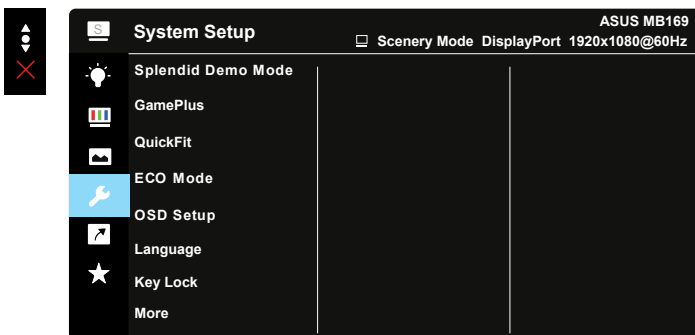 S
System Setup
ASUS MB169
Scenery Mode DisplayPort 1920x1080@60Hz
Splendid Demo Mode
GamePlus
QuickFit
ECO Mode
OSD Setup
Language
Key Lock
More